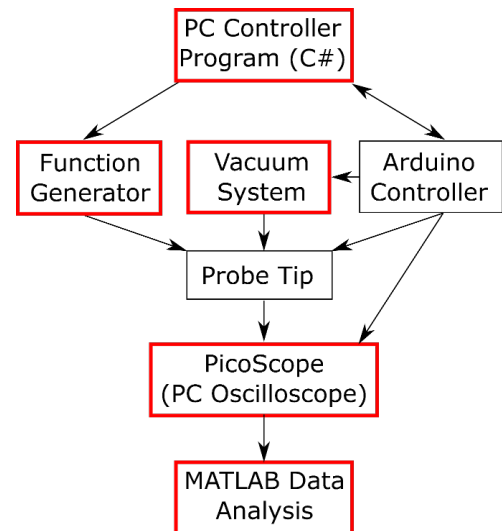 PC Controller
Program (C#)
Function
Generator
Vacuum
System
Arduino
Controller
Probe Tip
PicoScope
(PC Oscilloscope)
MATLAB Data
Analysis